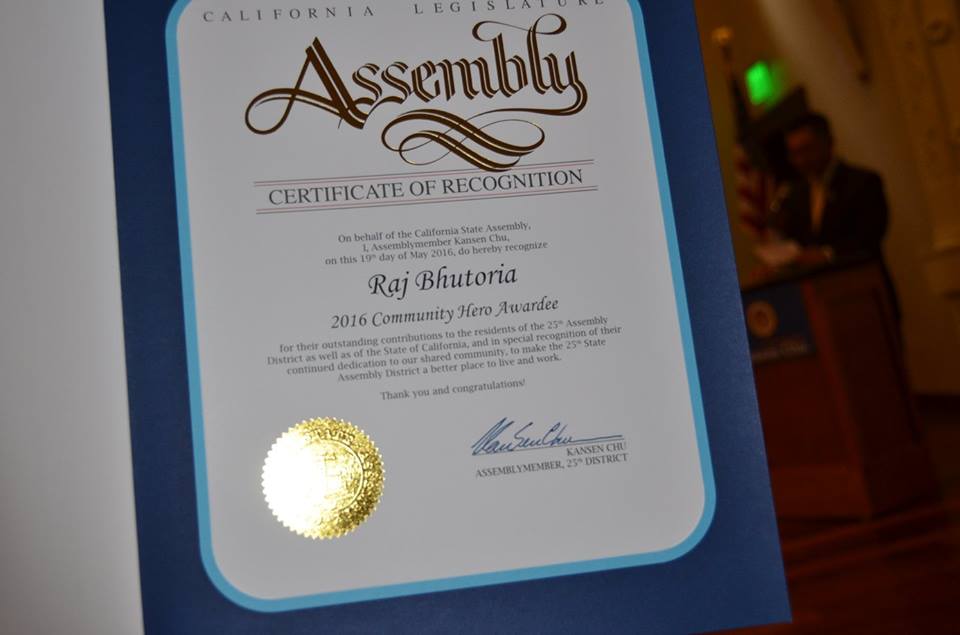 CALIFORNIA LEGISLATURE
Assembly
CERTIFICATE OF RECOGNITION
On behalf of the California State Assembly,
I, Assemblymember Kansen Chu,
on this 19th day of May 2016, do hereby recognize
Raj Bhutoria
2016 Community Hero Awardee
for their outstanding contributions to the residents of the 25th Assembly
District as well as of the State of California, and in special recognition of their
continued dedication to our shared community, to make the 25th State
Assembly District a better place to live and work.
Thank you and congratulations!
KanSenChu
KANSEN CHU
ASSEMBLYMEMBER, 25th DISTRICT